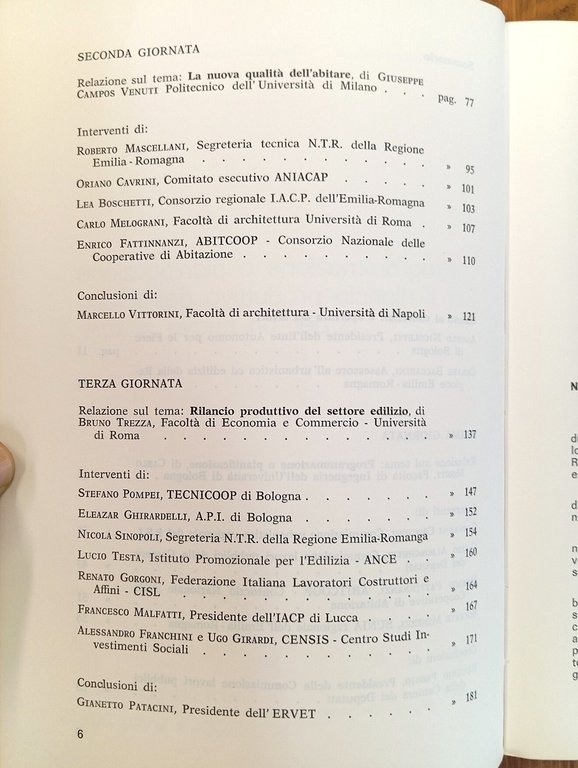 SECONDA GIORNATA
Relazione sul tema: La nuova qualità dell'abitare, di GIUSEPPE
CAMPOS VENUTI Politecnico dell'Università di Milano . . . pag. 77
Interventi di:
ROBERTO MASCELLANI, Segreteria tecnica N.T.R. della Regione
Emilia-Romagna . . . . . . . . . » 95
ORIANO CAVRINI, Comitato esecutivo ANIACAP . . . . . » 101
LEA BOSCHETTI, Consorzio regionale I.A.C.P. dell'Emilia-Romagna » 103
CARLO MELOGRANI, Facoltà di architettura Università di Roma . » 107
ENRICO FATTINNANZI, ABITCOOP - Consorzio Nazionale delle
Cooperative di Abitazione . . . . . . . . . » 110
Conclusioni di:
MARCELLO VITTORINI, Facoltà di architettura - Università di Napoli » 121
TERZA GIORNATA
Relazione sul tema: Rilancio produttivo del settore edilizio, di
BRUNO TREZZA, Facoltà di Economia e Commercio - Università
di Roma . . . . . . . . . . . » 137
Interventi di:
STEFANO POMPEI, TECNICOOP di Bologna . . . . . . » 147
ELEAZAR GHIRARDELLI, A.P.I. di Bologna . . . . . . » 152
NICOLA SINOPOLI, Segreteria N.T.R. della Regione Emilia-Romanga » 154
LUCIO TESTA, Istituto Promozionale per l'Edilizia - ANCE . . » 160
RENATO GORGONI, Federazione Italiana Lavoratori Costruttori e
Affini - CISL . . . . . . . . . . » 164
FRANCESCO MALFATTI, Presidente dell'IACP di Lucca . . . . » 167
ALESSANDRO FRANCHINI e UGO GIRARDI, CENSIS - Centro Studi In-
vestimenti Sociali . . . . . . . . . . » 171
Conclusioni di:
GIANETTO PATACINI, Presidente dell'ERVET . . . . . . » 181
6